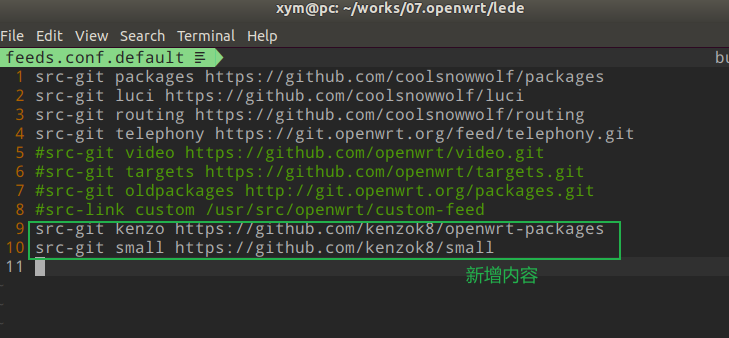 xym@pc: ~/works/07.openwrt/lede
File Edit View Search Terminal Help
feeds.conf.default bu
1 src-git packages https://github.com/coolsnowwolf/packages
2 src-git luci https://github.com/coolsnowwolf/luci
3 src-git routing https://github.com/coolsnowwolf/routing
4 src-git telephony https://git.openwrt.org/feed/telephony.git
5 #src-git video https://github.com/openwrt/video.git
6 #src-git targets https://github.com/openwrt/targets.git
7 #src-git oldpackages http://git.openwrt.org/packages.git
8 #src-link custom /usr/src/openwrt/custom-feed
9 src-git kenzo https://github.com/kenzok8/openwrt-packages
10 src-git small https://github.com/kenzok8/small
11
新增内容